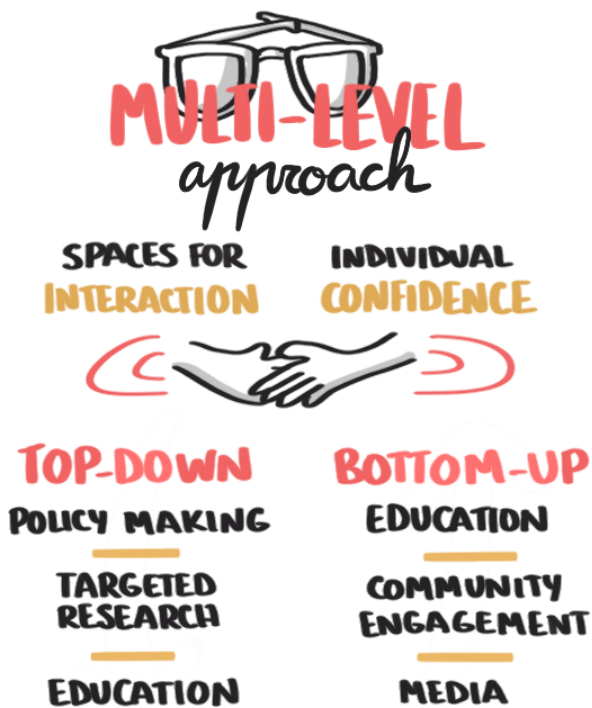 MULTI-LEVEL
approach
SPACES FOR
INTERACTION
INDIVIDUAL
CONFIDENCE
TOP-DOWN
POLICY MAKING
TARGETED
RESEARCH
EDUCATION
BOTTOM-UP
EDUCATION
COMMUNITY
ENGAGEMENT
MEDIA